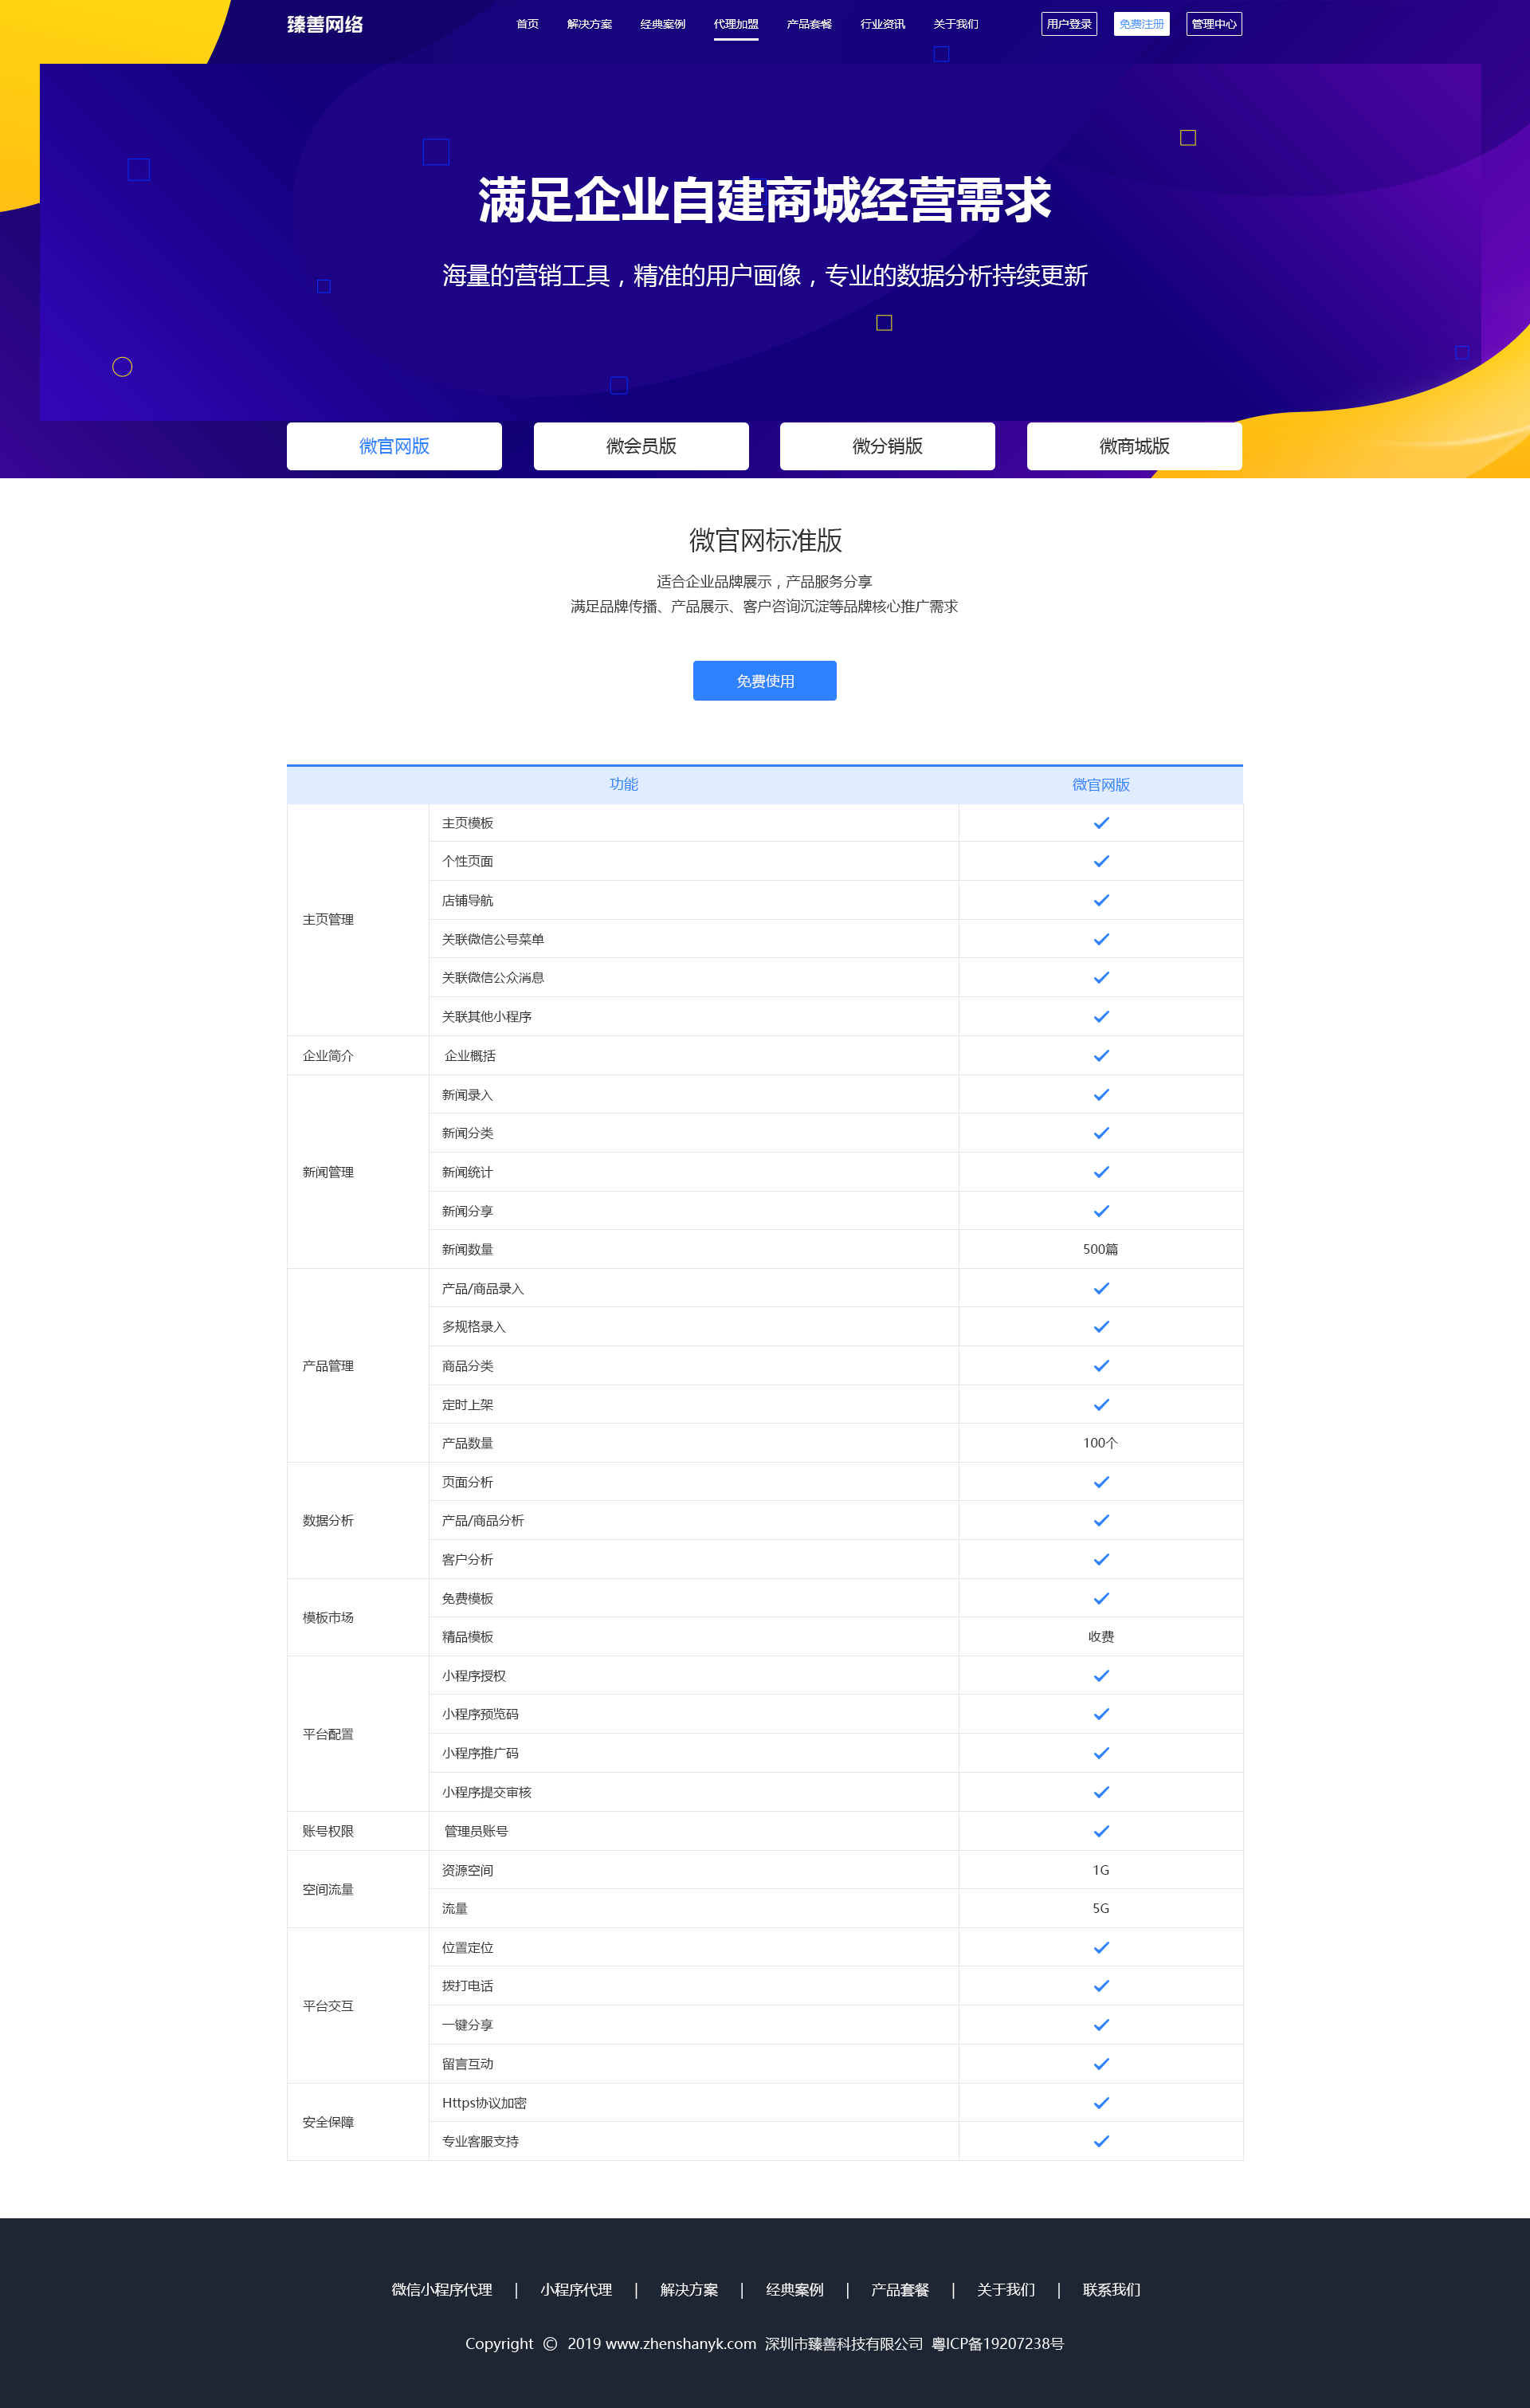 臻善网络 首页 解决方案 经典案例 代理加盟 产品套餐 行业资讯 关于我们 用户登录 免费注册 管理中心
满足企业自建商城经营需求
海量的营销工具，精准的用户画像，专业的数据分析持续更新
微官网版 微会员版 微分销版 微商城版
微官网标准版
适合企业品牌展示，产品服务分享
满足品牌传播、产品展示、客户咨询沉淀等品牌核心推广需求
免费使用
功能 微官网版
主页管理
主页模板
个性页面
店铺导航
关联微信公号菜单
关联微信公众消息
关联其他小程序
企业简介 企业概括
新闻管理
新闻录入
新闻分类
新闻统计
新闻分享
新闻数量 500篇
产品管理
产品/商品录入
多规格录入
商品分类
定时上架
产品数量 100个
数据分析
页面分析
产品/商品分析
客户分析
模板市场
免费模板
精品模板 收费
平台配置
小程序授权
小程序预览码
小程序推广码
小程序提交审核
账号权限 管理员账号
空间流量
资源空间 1G
流量 5G
平台交互
位置定位
拨打电话
一键分享
留言互动
安全保障
Https协议加密
专业客服支持
微信小程序代理 | 小程序代理 | 解决方案 | 经典案例 | 产品套餐 | 关于我们 | 联系我们
Copyright © 2019 www.zhenshanyk.com 深圳市臻善科技有限公司 粤ICP备19207238号